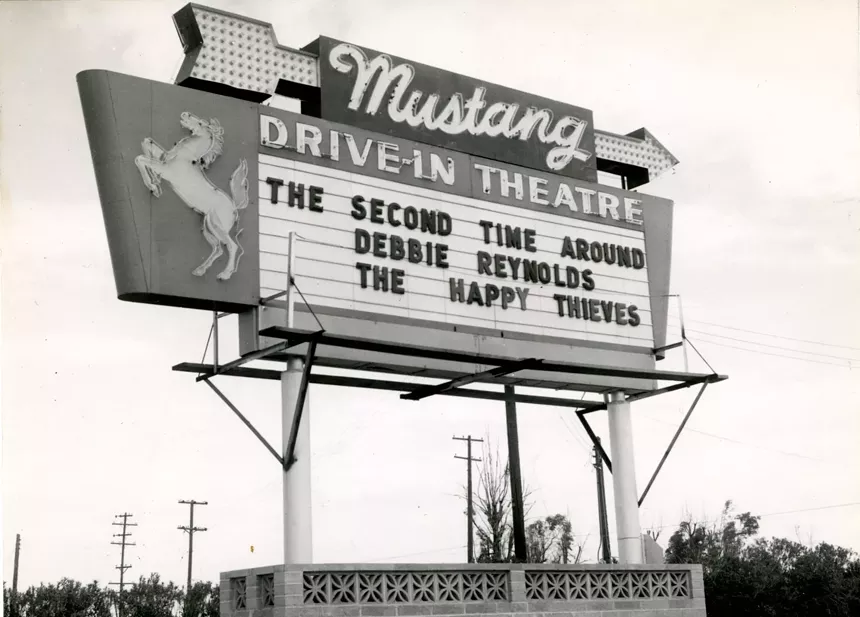 Mustang
DRIVE-IN THEATRE
THE SECOND TIME AROUND
DEBBIE REYNOLDS
THE HAPPY THIEVES